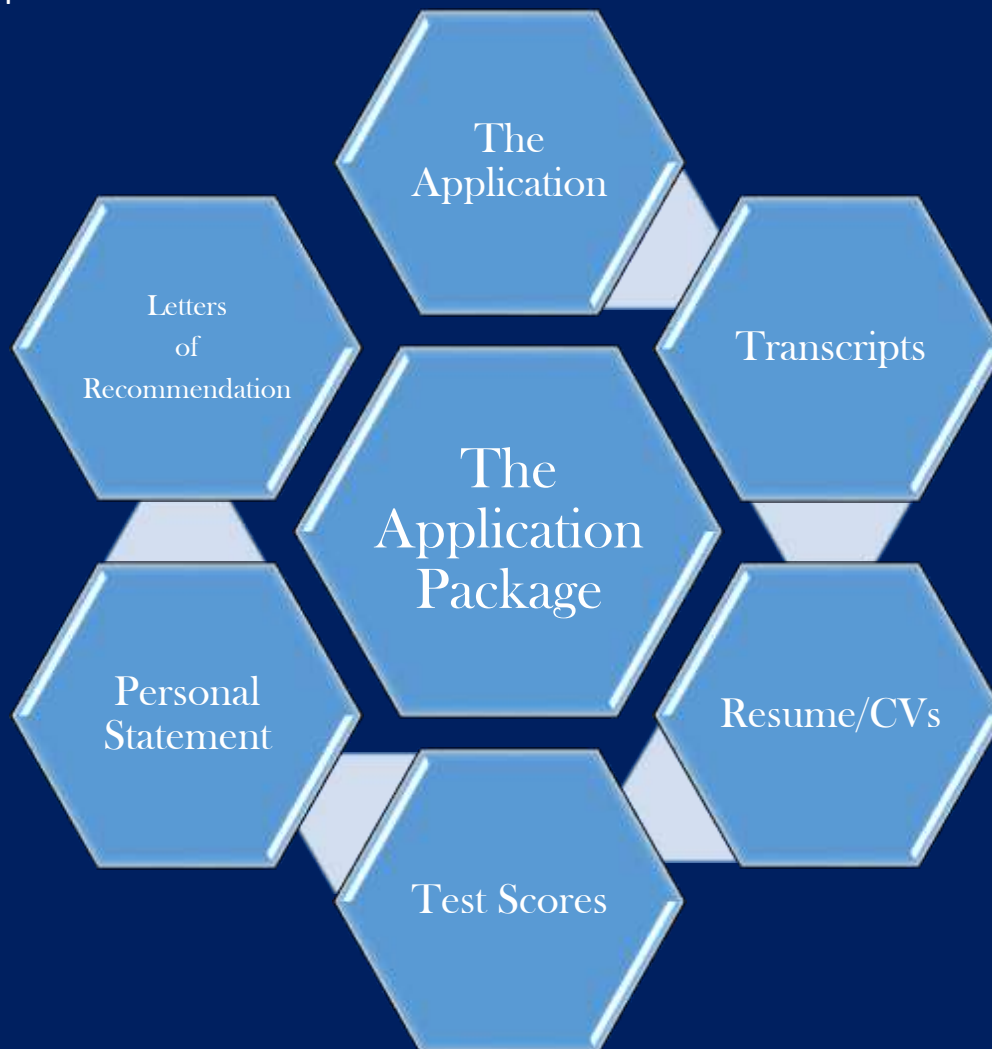 The
Application
Transcripts
Letters
of
Recommendation
The
Application
Package
Personal
Statement
Resume/CVs
Test Scores